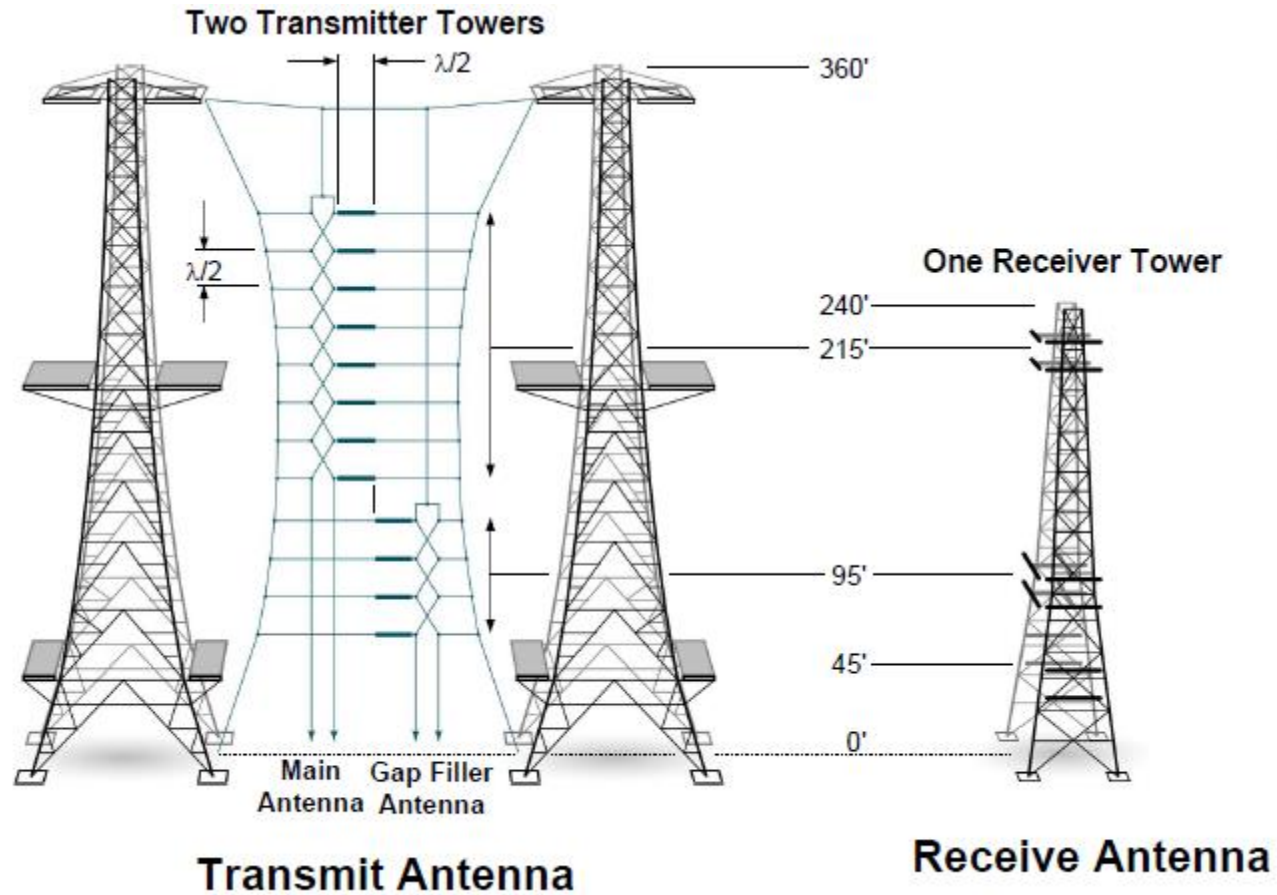 Two Transmitter Towers
λ/2
360'
λ/2
One Receiver Tower
240'
215'
95'
45'
0'
Main
Antenna
Gap Filler
Antenna
Transmit Antenna
Receive Antenna